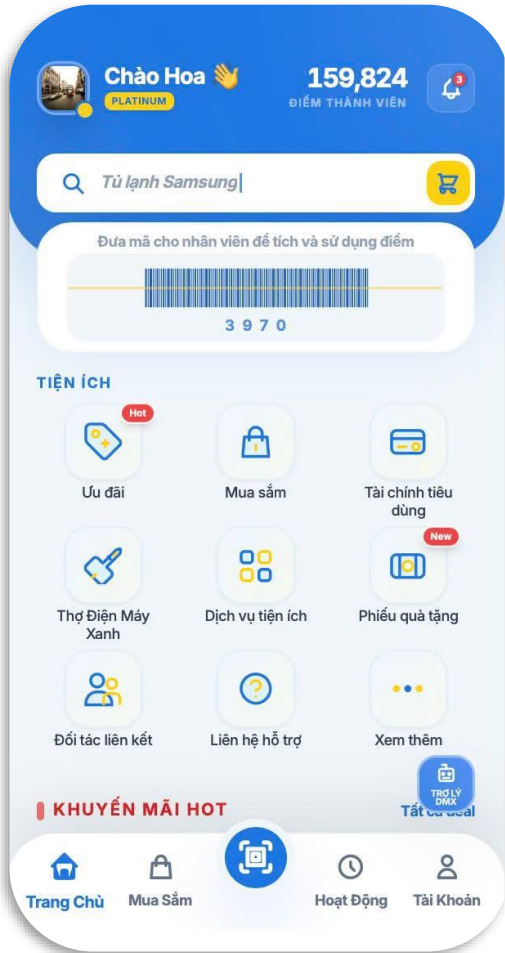 Chào Hoa 👋
PLATINUM
159,824
ĐIỂM THÀNH VIÊN
3
Tủ lạnh Samsung
Đưa mã cho nhân viên để tích và sử dụng điểm
3970
TIỆN ÍCH
Hot
Ưu đãi
Mua sắm
Tài chính tiêu
dùng
New
Thợ Điện Máy
Xanh
Dịch vụ tiện ích
Phiếu quà tặng
Đối tác liên kết
Liên hệ hỗ trợ
Xem thêm
TRỢ LÝ
DMX
KHUYẾN MÃI HOT
Tất cả deal
Trang Chủ
Mua Sắm
Hoạt Động
Tài Khoản